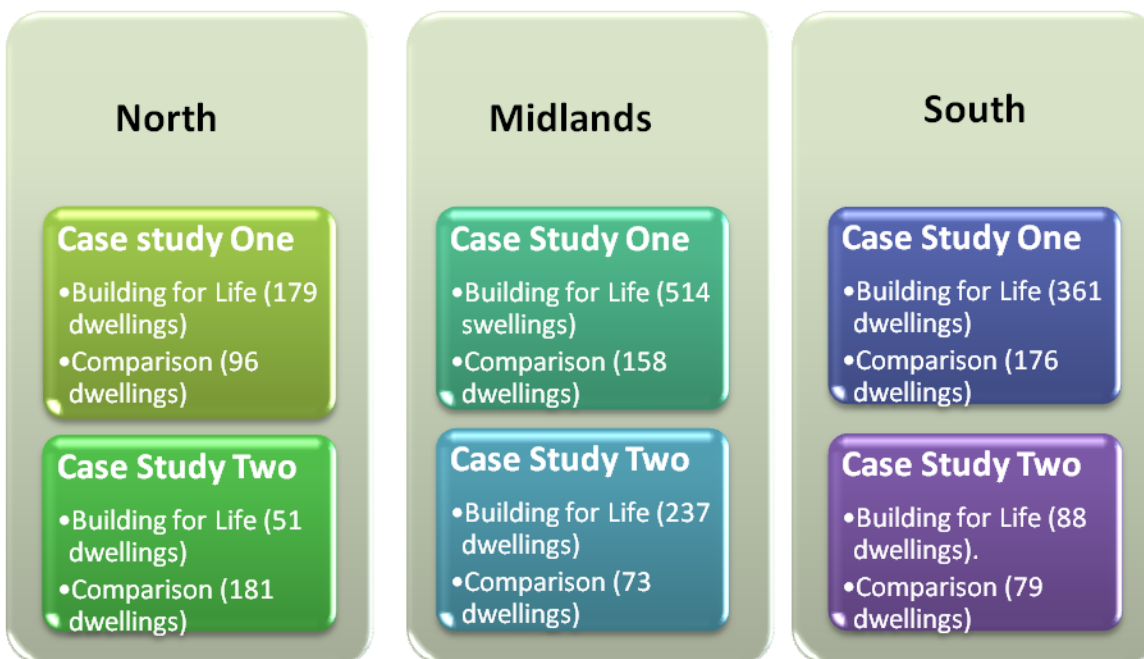 North
Case study One
•Building for Life (179
dwellings)
•Comparison (96
dwellings)
Case Study Two
•Building for Life (51
dwellings)
•Comparison (181
dwellings)
Midlands
Case Study One
•Building for Life (514
swellings)
•Comparison (158
dwellings)
Case Study Two
•Building for Life (237
dwellings)
•Comparison (73
dwellings)
South
Case Study One
•Building for Life (361
dwellings)
•Comparison (176
dwellings)
Case Study Two
•Building for Life (88
dwellings).
•Comparison (79
dwellings)